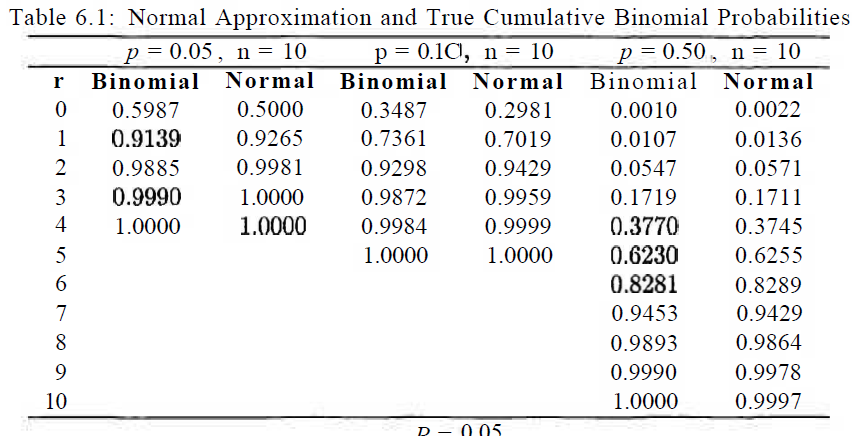 Table 6.1: Normal Approximation and True Cumulative Binomial Probabilities
p = 0.05 , n = 10 p = 0.1Cl, n = 10 p = 0.50, n = 10
r Binomial Normal Binomial Normal Binomial Normal
0 0.5987 0.5000 0.3487 0.2981 0.0010 0.0022
1 0.9139 0.9265 0.7361 0.7019 0.0107 0.0136
2 0.9885 0.9981 0.9298 0.9429 0.0547 0.0571
3 0.9990 1.0000 0.9872 0.9959 0.1719 0.1711
4 1.0000 1.0000 0.9984 0.9999 0.3770 0.3745
5 1.0000 1.0000 0.6230 0.6255
6 0.8281 0.8289
7 0.9453 0.9429
8 0.9893 0.9864
9 0.9990 0.9978
10 1.0000 0.9997
P = 0.05